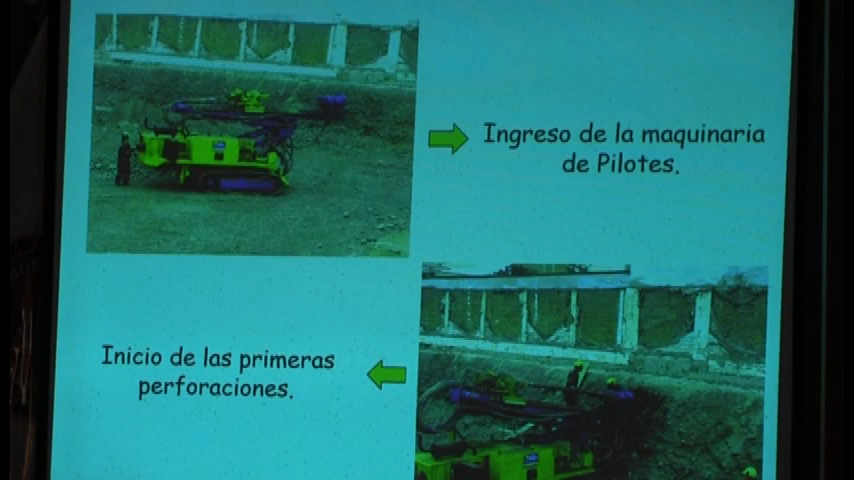 Ingreso de la maquinaria
de Pilotes.
Inicio de las primeras
perforaciones.